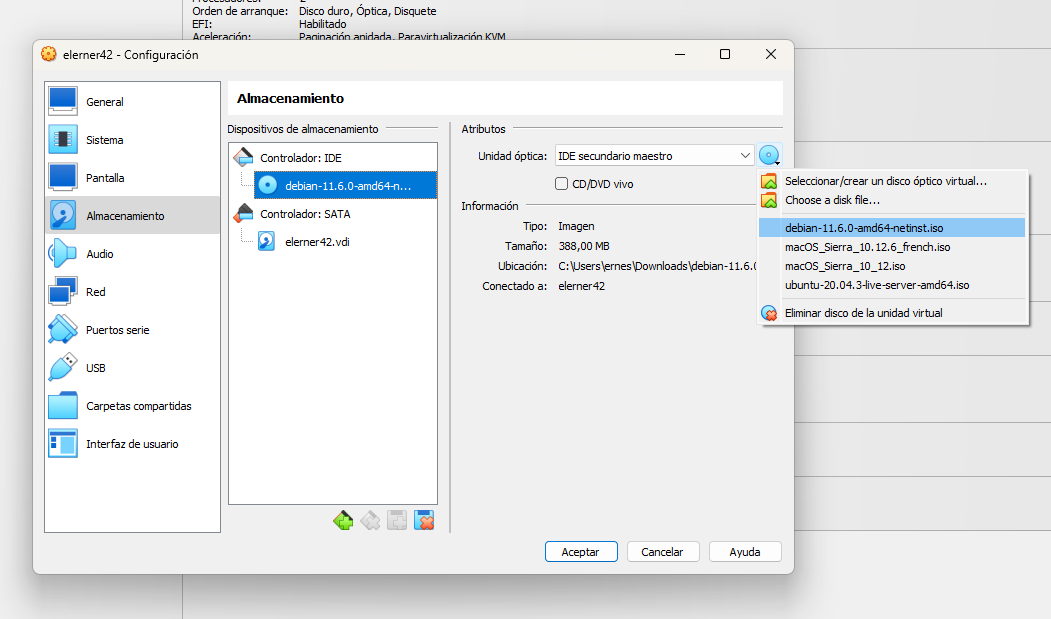 Procesadores: 2
Orden de arranque: Disco duro, Óptica, Disquete
EFI: Habilitado
Aceleración: Paginación anidada, Paravirtualización KVM
elerner42 - Configuración
General
Sistema
Pantalla
Almacenamiento
Audio
Red
Puertos serie
USB
Carpetas compartidas
Interfaz de usuario
Almacenamiento
Dispositivos de almacenamiento
Controlador: IDE
debian-11.6.0-amd64-n...
Controlador: SATA
elerner42.vdi
Atributos
Unidad óptica: IDE secundario maestro
CD/DVD vivo
Información
Tipo: Imagen
Tamaño: 388,00 MB
Ubicación: C:\Users\ernes\Downloads\debian-11.6.0
Conectado a: elerner42
Seleccionar/crear un disco óptico virtual...
Choose a disk file...
debian-11.6.0-amd64-netinst.iso
macOS_Sierra_10.12.6_french.iso
macOS_Sierra_10_12.iso
ubuntu-20.04.3-live-server-amd64.iso
Eliminar disco de la unidad virtual
Aceptar
Cancelar
Ayuda